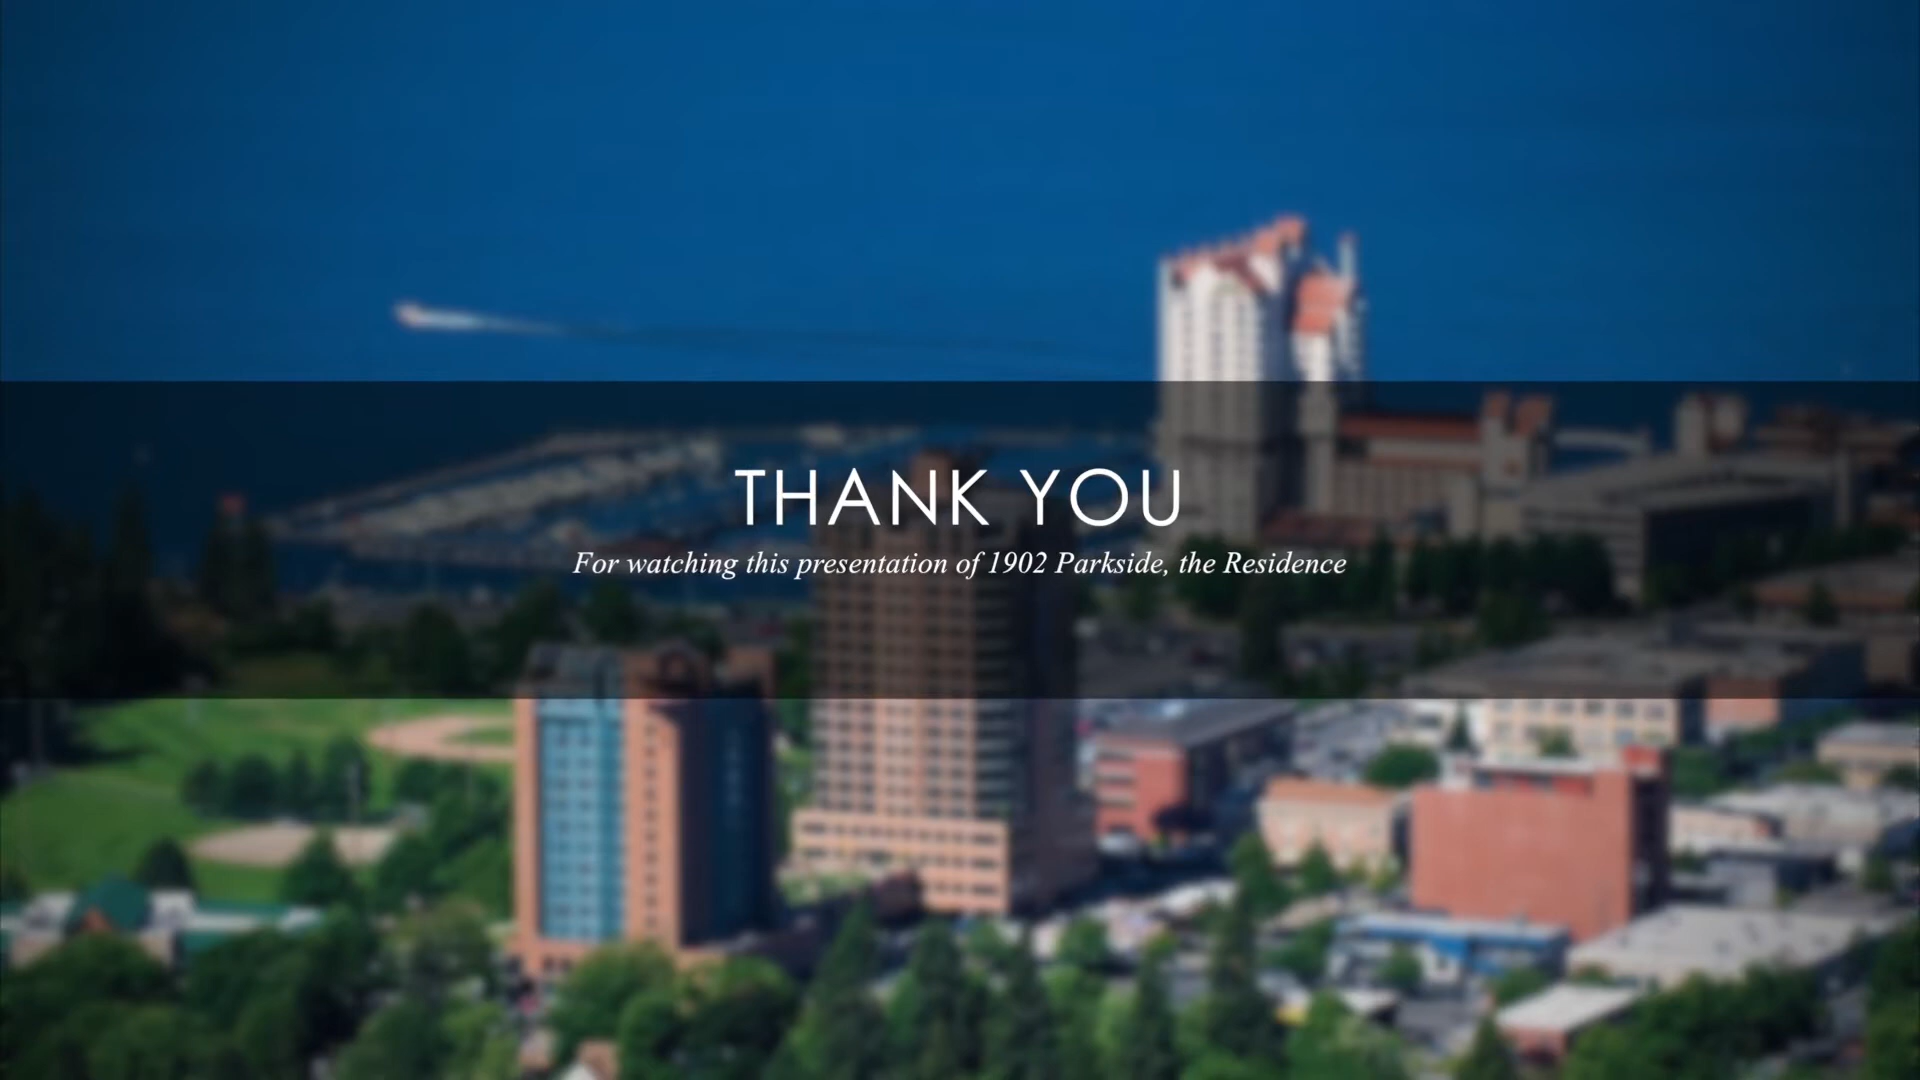 THANK YOU
For watching this presentation of 1902 Parkside, the Residence